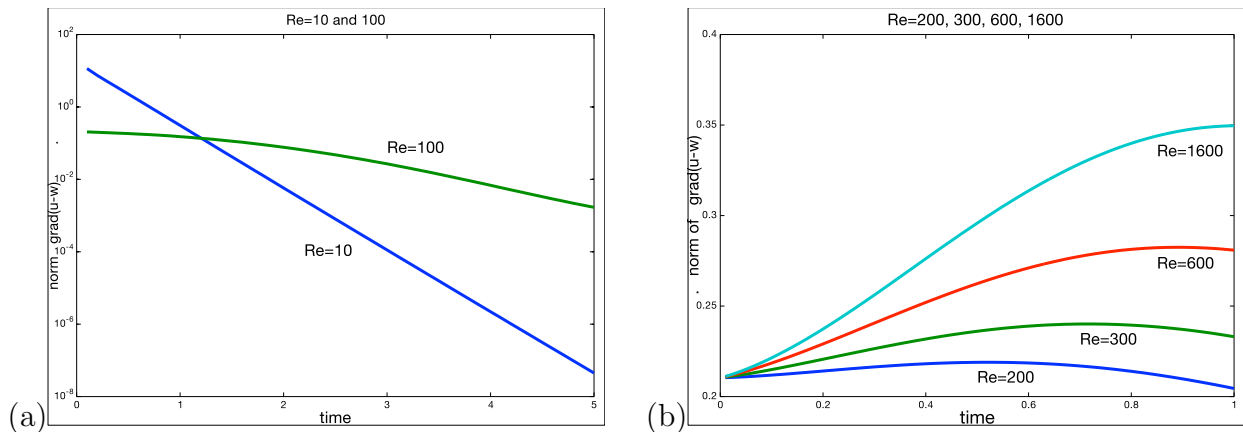 Re=10 and 100
10^2
10^0
10^-2
10^-4
10^-6
10^-8
norm grad(u-w)
Re=100
Re=10
0 1 2 3 4 5
time
(a)
Re=200, 300, 600, 1600
0.4
0.35
0.3
0.25
0.2
norm of grad(u-w)
Re=1600
Re=600
Re=300
Re=200
0 0.2 0.4 0.6 0.8 1
time
(b)